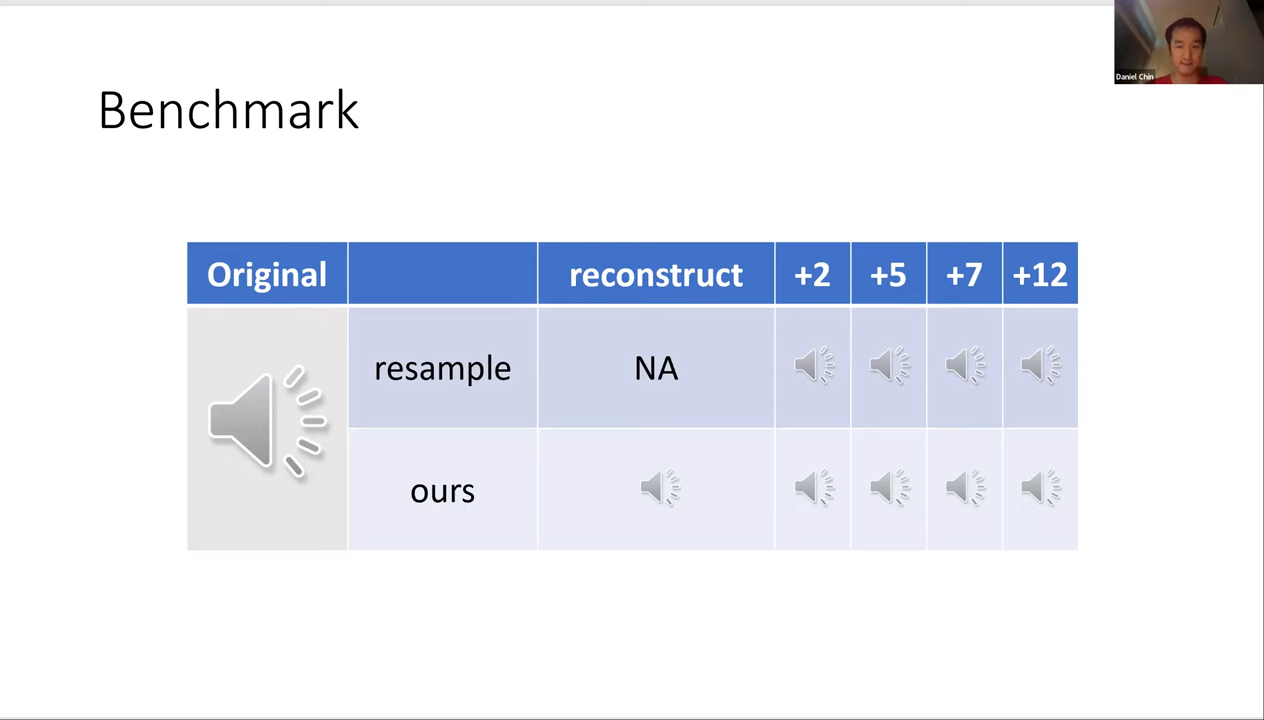 Daniel Chin
Benchmark
Original reconstruct +2 +5 +7 +12
resample NA
ours